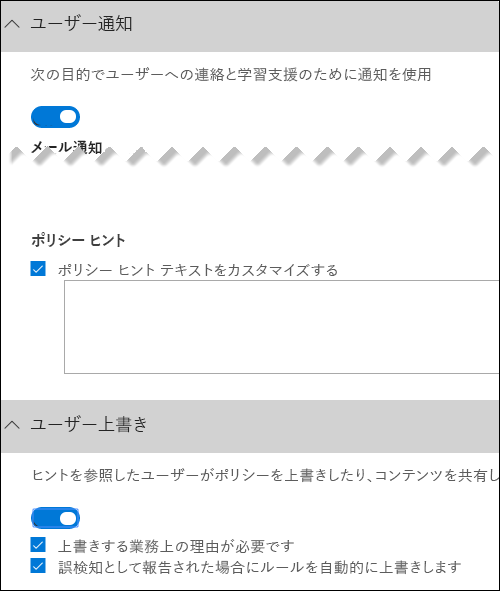 ユーザー通知
次の目的でユーザーへの連絡と学習支援のために通知を使用
メール通知
ポリシー ヒント
ポリシー ヒント テキストをカスタマイズする
ユーザー上書き
ヒントを参照したユーザーがポリシーを上書きしたり、コンテンツを共有し
上書きする業務上の理由が必要です
誤検知として報告された場合にルールを自動的に上書きします